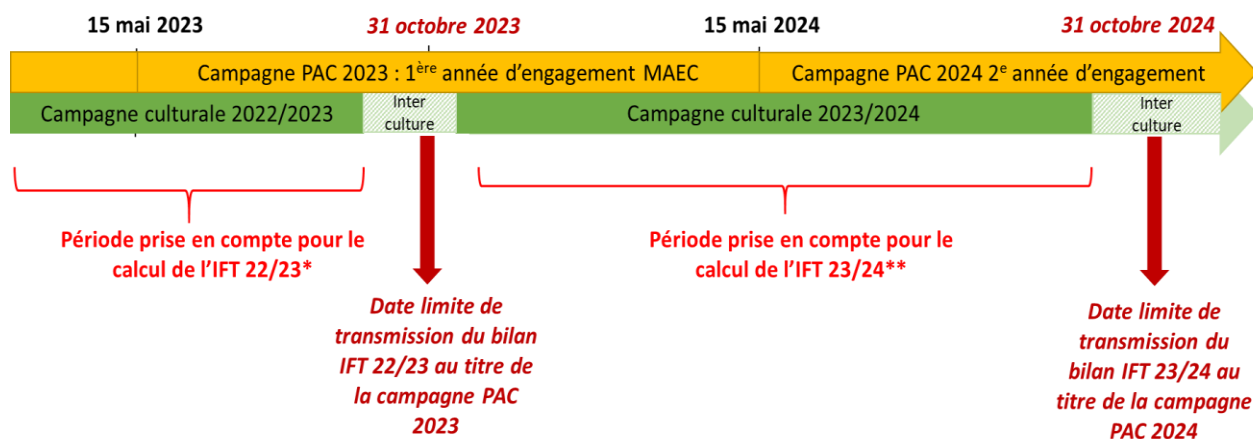 15 mai 2023
31 octobre 2023
15 mai 2024
31 octobre 2024
Campagne PAC 2023 : 1ère année d’engagement MAEC
Campagne PAC 2024 2e année d’engagement
Campagne culturale 2022/2023
Inter
culture
Campagne culturale 2023/2024
Inter
culture
Période prise en compte pour le
calcul de l’IFT 22/23*
Période prise en compte pour le
calcul de l’IFT 23/24**
Date limite de
transmission du bilan
IFT 22/23 au titre de
la campagne PAC
2023
Date limite de
transmission du
bilan IFT 23/24 au
titre de la campagne
PAC 2024